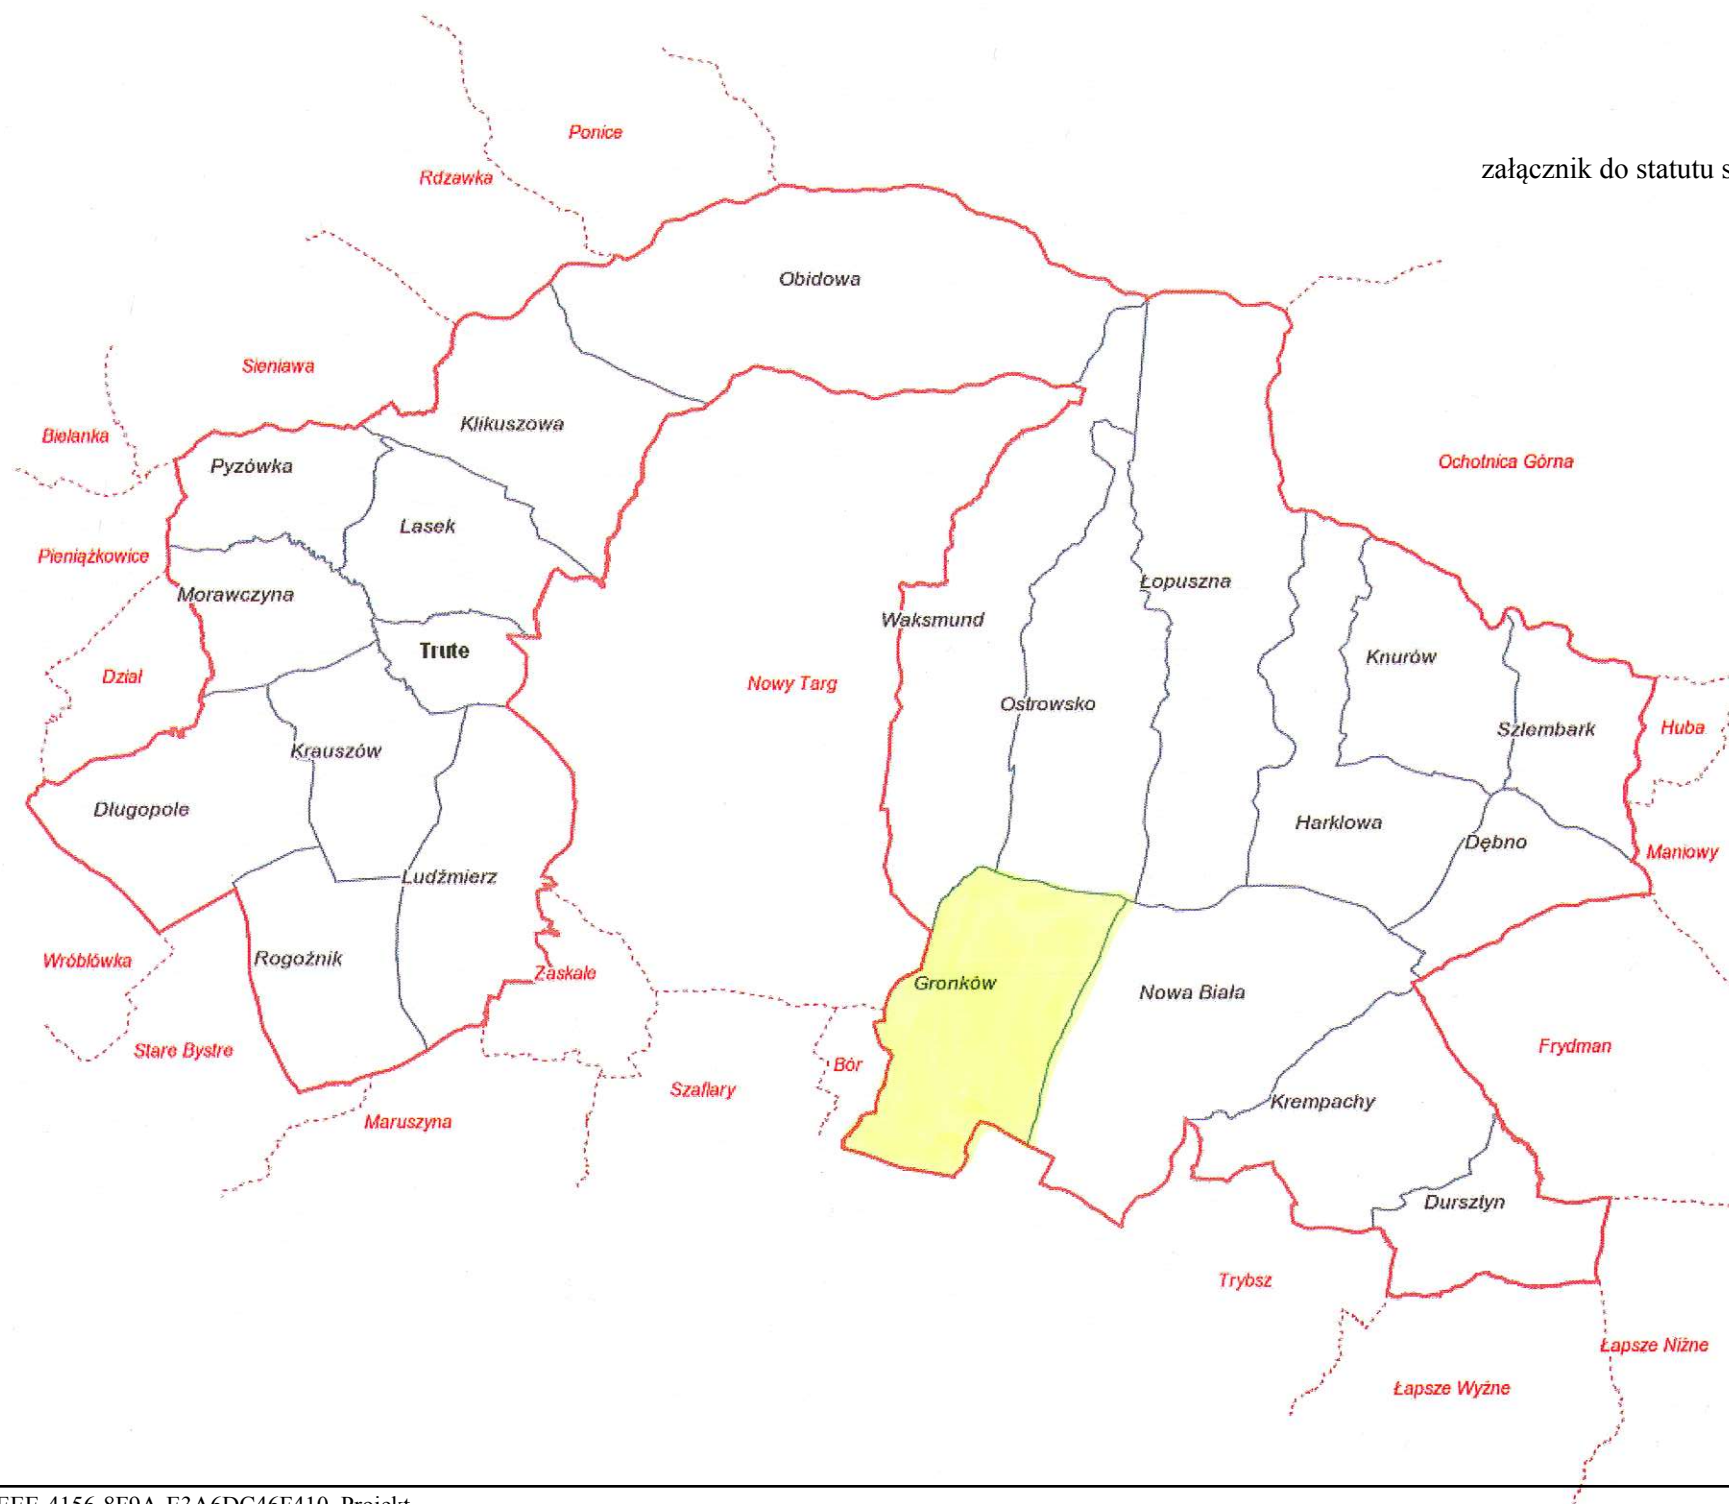 Ponice
załącznik do statutu s
Rdzawka
Obidowa
Sieniawa
Klikuszowa
Bielanka
Pyzówka
Ochotnica Górna
Lasek
Pieniążkowice
Łopuszna
Morawczyna
Waksmund
Trute
Knurów
Dział
Nowy Targ
Ostrowsko
Szlembark
Huba
Krauszów
Długopole
Harklowa
Dębno
Maniowy
Ludźmierz
Wróblówka
Rogoźnik
Zaskale
Gronków
Nowa Biała
Stare Bystre
Frydman
Bór
Szaflary
Krempachy
Maruszyna
Dursztyn
Trybsz
Łapsze Niżne
Łapsze Wyżne